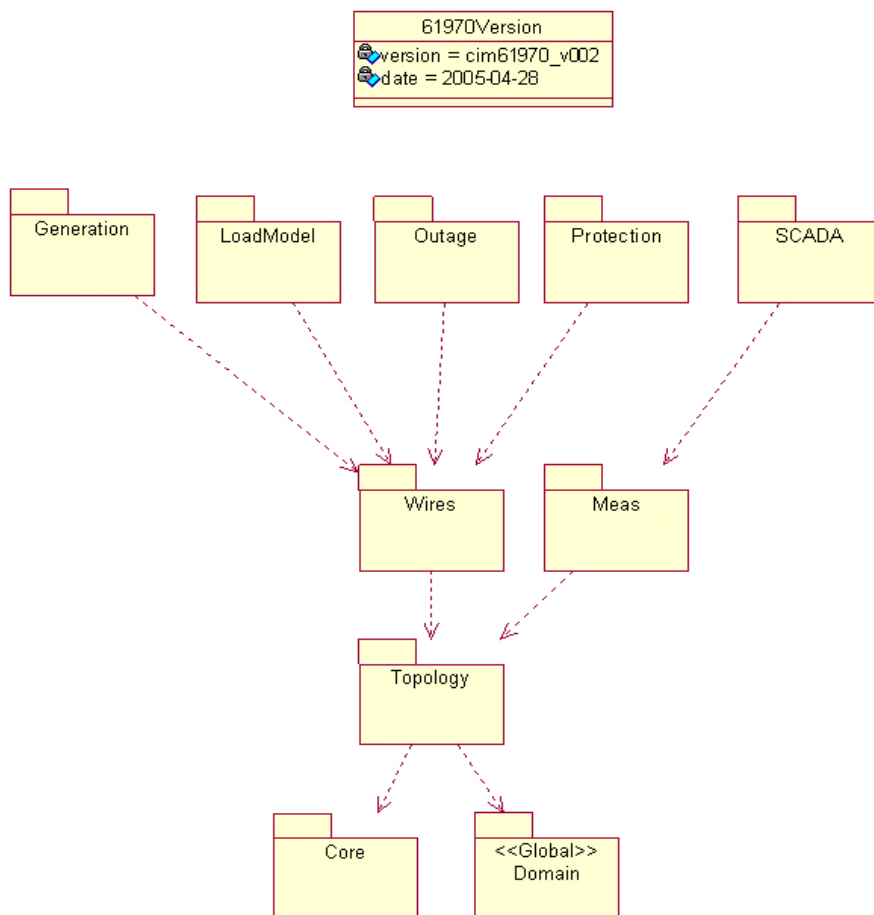 61970Version
version = cim61970_v002
date = 2005-04-28
Generation
LoadModel
Outage
Protection
SCADA
Wires
Meas
Topology
Core
<<Global>>
Domain